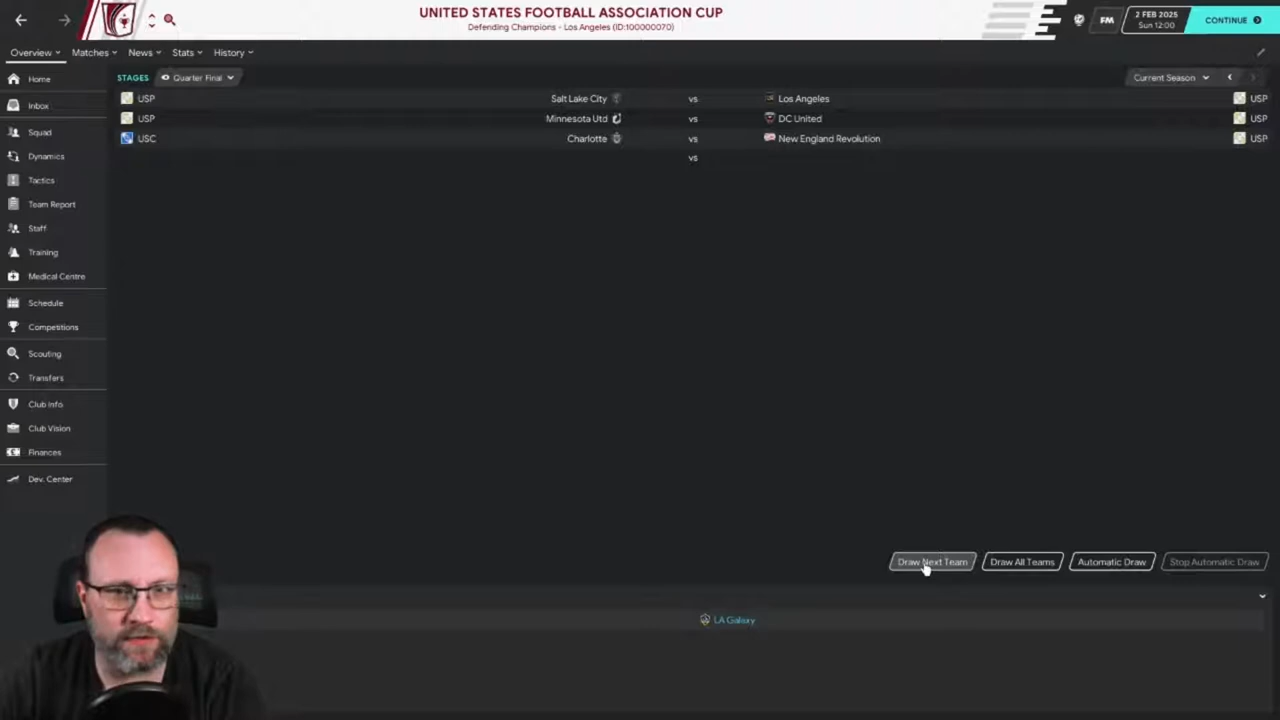 UNITED STATES FOOTBALL ASSOCIATION CUP
Defending Champions - Los Angeles (ID:100000070)
FM
2 FEB 2025
Sun 12:00
CONTINUE
Overview
Matches
News
Stats
History
Home
Inbox
Squad
Dynamics
Tactics
Team Report
Staff
Training
Medical Centre
Schedule
Competitions
Scouting
Transfers
Club Info
Club Vision
Finances
Dev. Center
STAGES
Quarter Final
Current Season
USP Salt Lake City vs Los Angeles USP
USP Minnesota Utd vs DC United USP
USC Charlotte vs New England Revolution USP
vs
Draw Next Team
Draw All Teams
Automatic Draw
Stop Automatic Draw
LA Galaxy